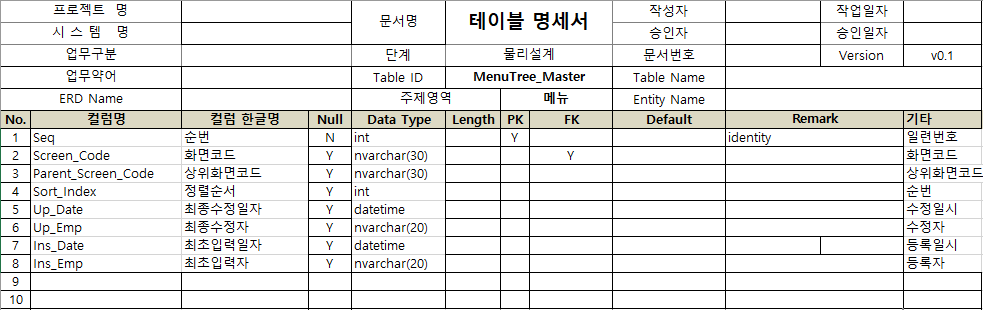 프로젝트 명 문서명 테이블 명세서 작성자 작업일자
시 스 템 명 승인자 승인일자
업무구분 단계 물리설계 문서번호 Version v0.1
업무약어 Table ID MenuTree_Master Table Name
ERD Name 주제영역 메뉴 Entity Name
No. 컬럼명 컬럼 한글명 Null Data Type Length PK FK Default Remark 기타
1 Seq 순번 N int Y identity 일련번호
2 Screen_Code 화면코드 Y nvarchar(30) Y 화면코드
3 Parent_Screen_Code 상위화면코드 Y nvarchar(30) 상위화면코드
4 Sort_Index 정렬순서 Y int 순번
5 Up_Date 최종수정일자 Y datetime 수정일시
6 Up_Emp 최종수정자 Y nvarchar(20) 수정자
7 Ins_Date 최초입력일자 Y datetime 등록일시
8 Ins_Emp 최초입력자 Y nvarchar(20) 등록자
9
10